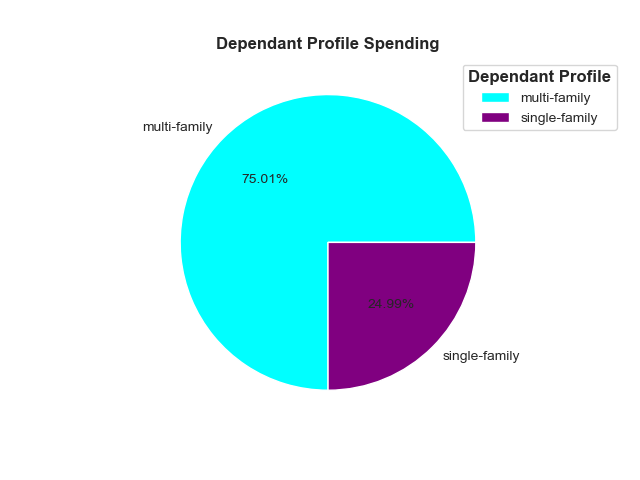 Dependant Profile Spending
Dependant Profile
multi-family
single-family
multi-family
75.01%
24.99%
single-family